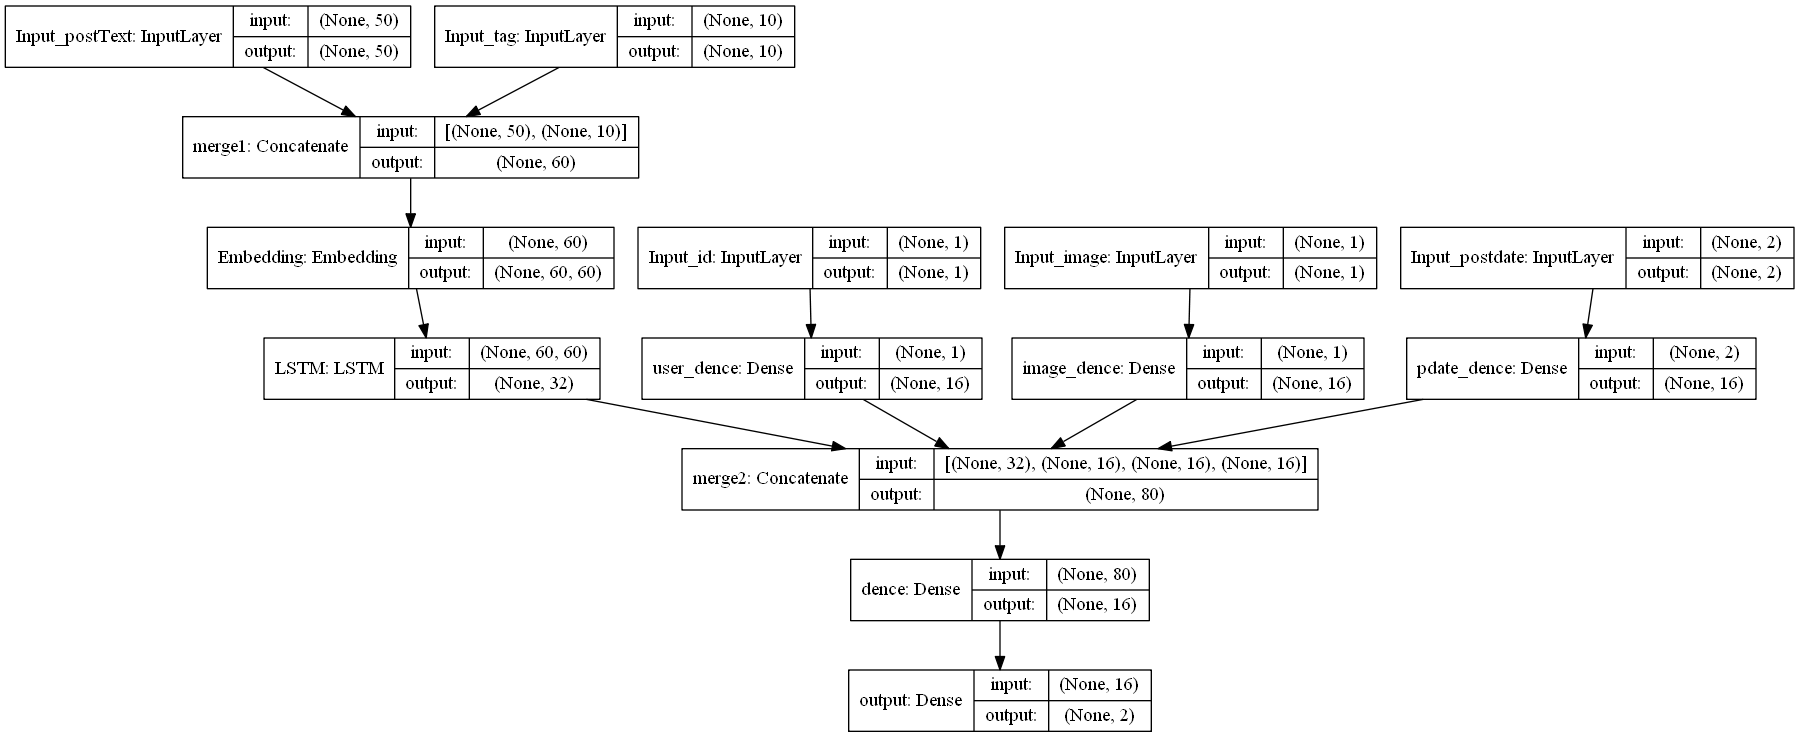 Input_postText: InputLayer input: (None, 50)
output: (None, 50)
Input_tag: InputLayer input: (None, 10)
output: (None, 10)
merge1: Concatenate input: [(None, 50), (None, 10)]
output: (None, 60)
Embedding: Embedding input: (None, 60)
output: (None, 60, 60)
Input_id: InputLayer input: (None, 1)
output: (None, 1)
Input_image: InputLayer input: (None, 1)
output: (None, 1)
Input_postdate: InputLayer input: (None, 2)
output: (None, 2)
LSTM: LSTM input: (None, 60, 60)
output: (None, 32)
user_dence: Dense input: (None, 1)
output: (None, 16)
image_dence: Dense input: (None, 1)
output: (None, 16)
pdate_dence: Dense input: (None, 2)
output: (None, 16)
merge2: Concatenate input: [(None, 32), (None, 16), (None, 16), (None, 16)]
output: (None, 80)
dence: Dense input: (None, 80)
output: (None, 16)
output: Dense input: (None, 16)
output: (None, 2)